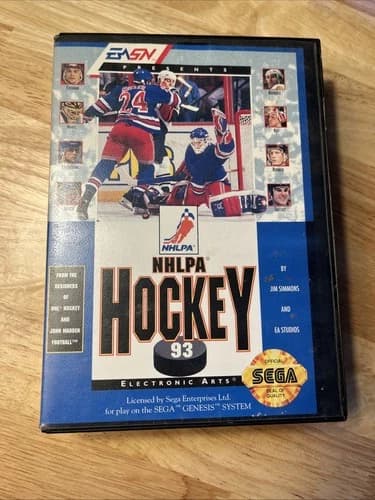 EASN
PRESENTS
24
NHLPA
NHLPA®
HOCKEY
93
FROM THE
DESIGNERS
OF
NHL® HOCKEY
AND
JOHN MADDEN
FOOTBALL™
BY
JIM SIMMONS
AND
EA STUDIOS
ELECTRONIC ARTS®
Licensed by Sega Enterprises Ltd.
for play on the SEGA™ GENESIS™ SYSTEM
OFFICIAL
SEGA
SEAL OF
QUALITY